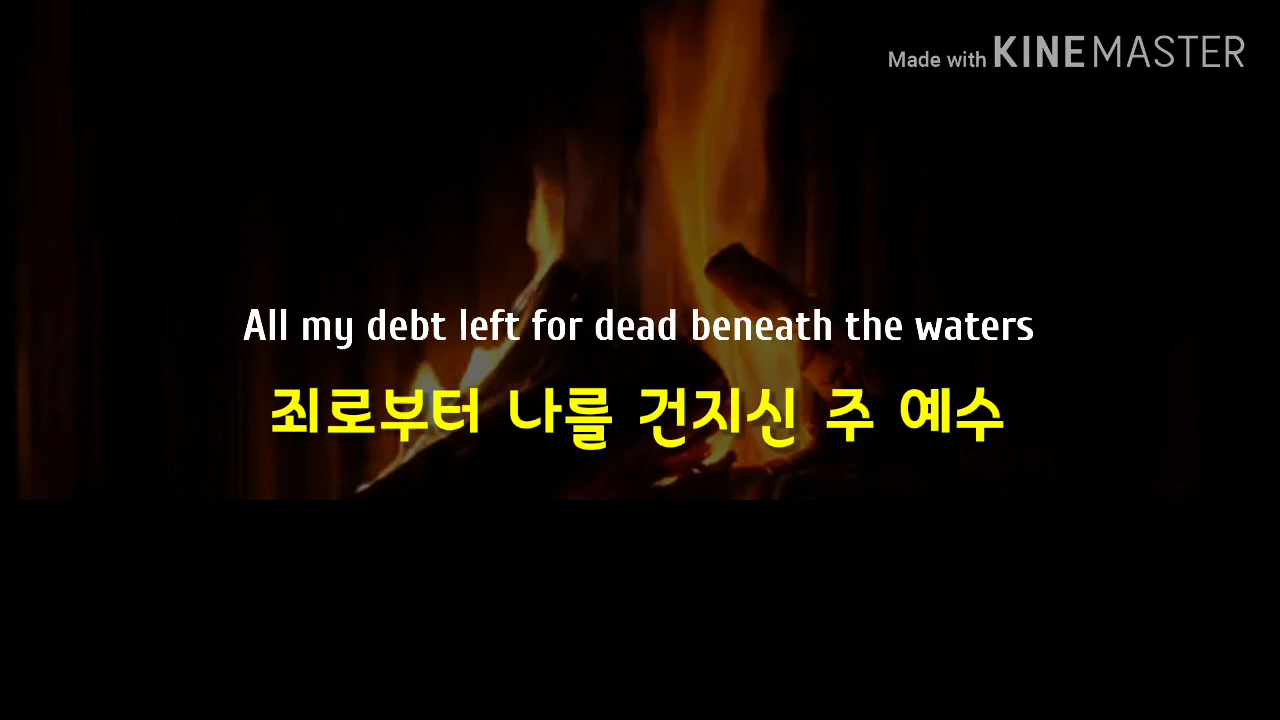 Made with KINEMASTER
All my debt left for dead beneath the waters
죄로부터 나를 건지신 주 예수